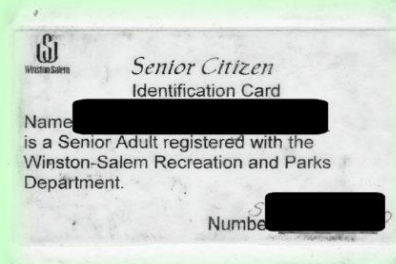 Winston-Salem
Senior Citizen
Identification Card
Name
is a Senior Adult registered with the
Winston-Salem Recreation and Parks
Department.
Numbe